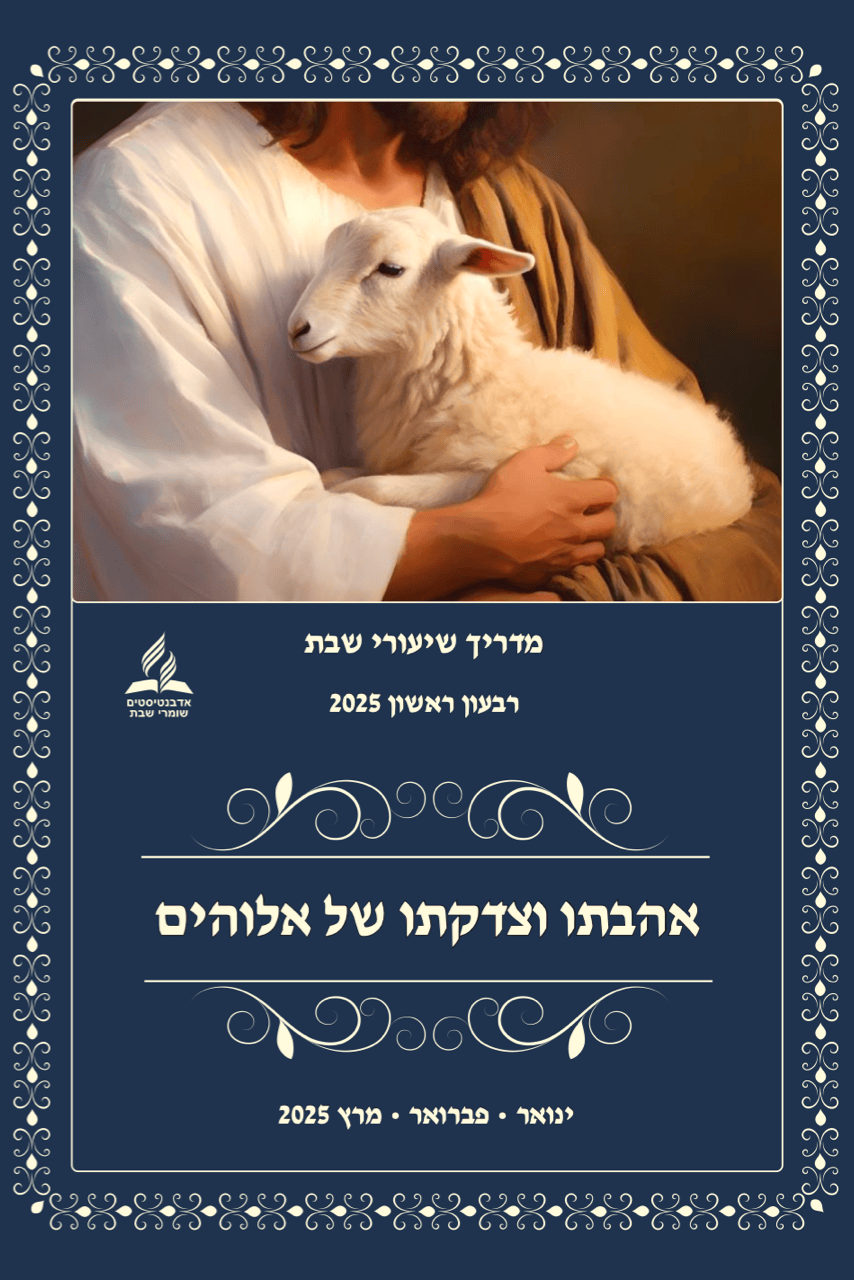 מדריך שיעורי שבת
רבעון ראשון 2025
אדבנטיסטים
שומרי שבת
אהבתו וצדקתו של אלוהים
ינואר • פברואר • מרץ 2025